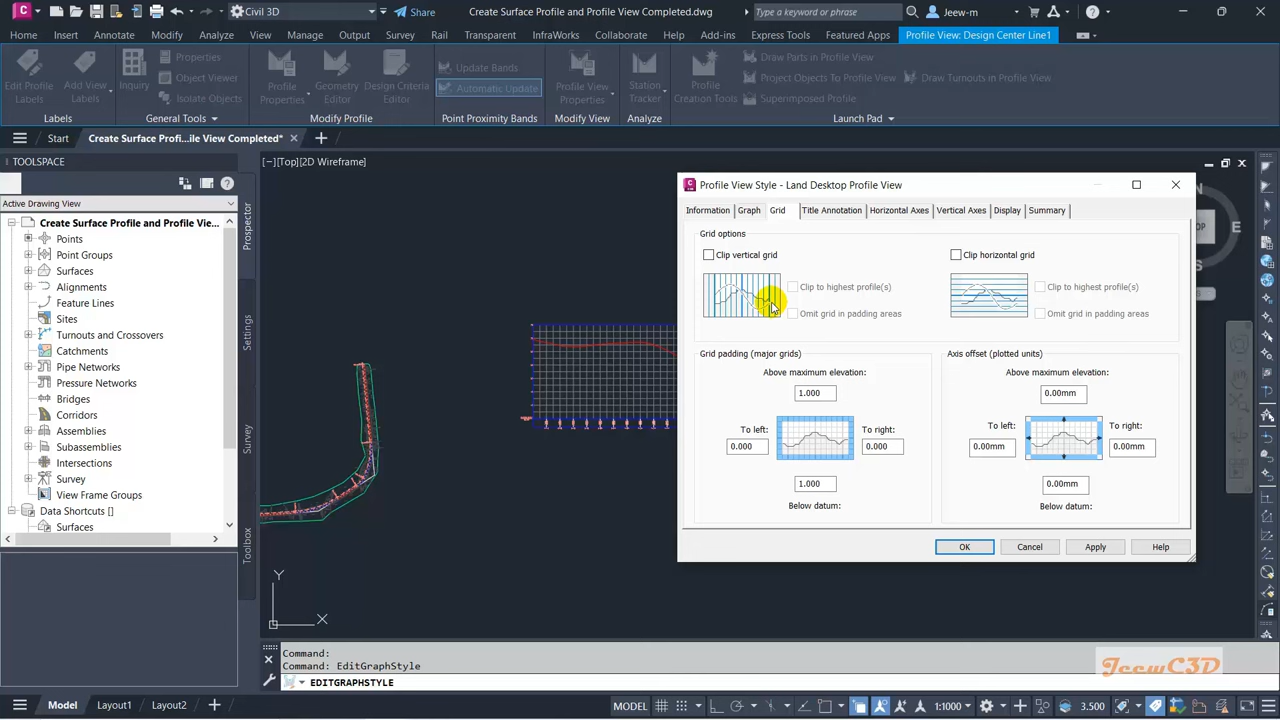 Civil 3D
Share
Create Surface Profile and Profile View Completed.dwg
Type a keyword or phrase
Jeew-m
Home Insert Annotate Modify Analyze View Manage Output Survey Rail Transparent InfraWorks Collaborate Help Add-ins Express Tools Featured Apps Profile View: Design Center Line1
Edit Profile Labels
Add View Labels
Labels
Inquiry
Properties
Object Viewer
Isolate Objects
General Tools
Profile Properties
Geometry Editor
Design Criteria Editor
Modify Profile
Update Bands
Automatic Update
Point Proximity Bands
Profile View Properties
Modify View
Station Tracker
Analyze
Profile Creation Tools
Draw Parts in Profile View
Project Objects To Profile View
Superimposed Profile
Draw Turnouts in Profile View
Launch Pad
Start
Create Surface Profi...ile View Completed*
TOOLSPACE
Active Drawing View
Create Surface Profile and Profile Vie...
Points
Point Groups
Surfaces
Alignments
Feature Lines
Sites
Turnouts and Crossovers
Catchments
Pipe Networks
Pressure Networks
Bridges
Corridors
Assemblies
Subassemblies
Intersections
Survey
View Frame Groups
Data Shortcuts []
Surfaces
Prospector
Settings
Survey
Toolbox
[−][Top][2D Wireframe]
N
E
Profile View Style - Land Desktop Profile View
Information Graph Grid Title Annotation Horizontal Axes Vertical Axes Display Summary
Grid options
Clip vertical grid
Clip to highest profile(s)
Omit grid in padding areas
Clip horizontal grid
Clip to highest profile(s)
Omit grid in padding areas
Grid padding (major grids)
Above maximum elevation:
1.000
To left:
0.000
To right:
0.000
1.000
Below datum:
Axis offset (plotted units)
Above maximum elevation:
0.00mm
To left:
0.00mm
To right:
0.00mm
0.00mm
Below datum:
OK Cancel Apply Help
Y
X
Command:
Command: EditGraphStyle
EDITGRAPHSTYLE
JeewC3D
Model Layout1 Layout2
MODEL
1:1000
3.500